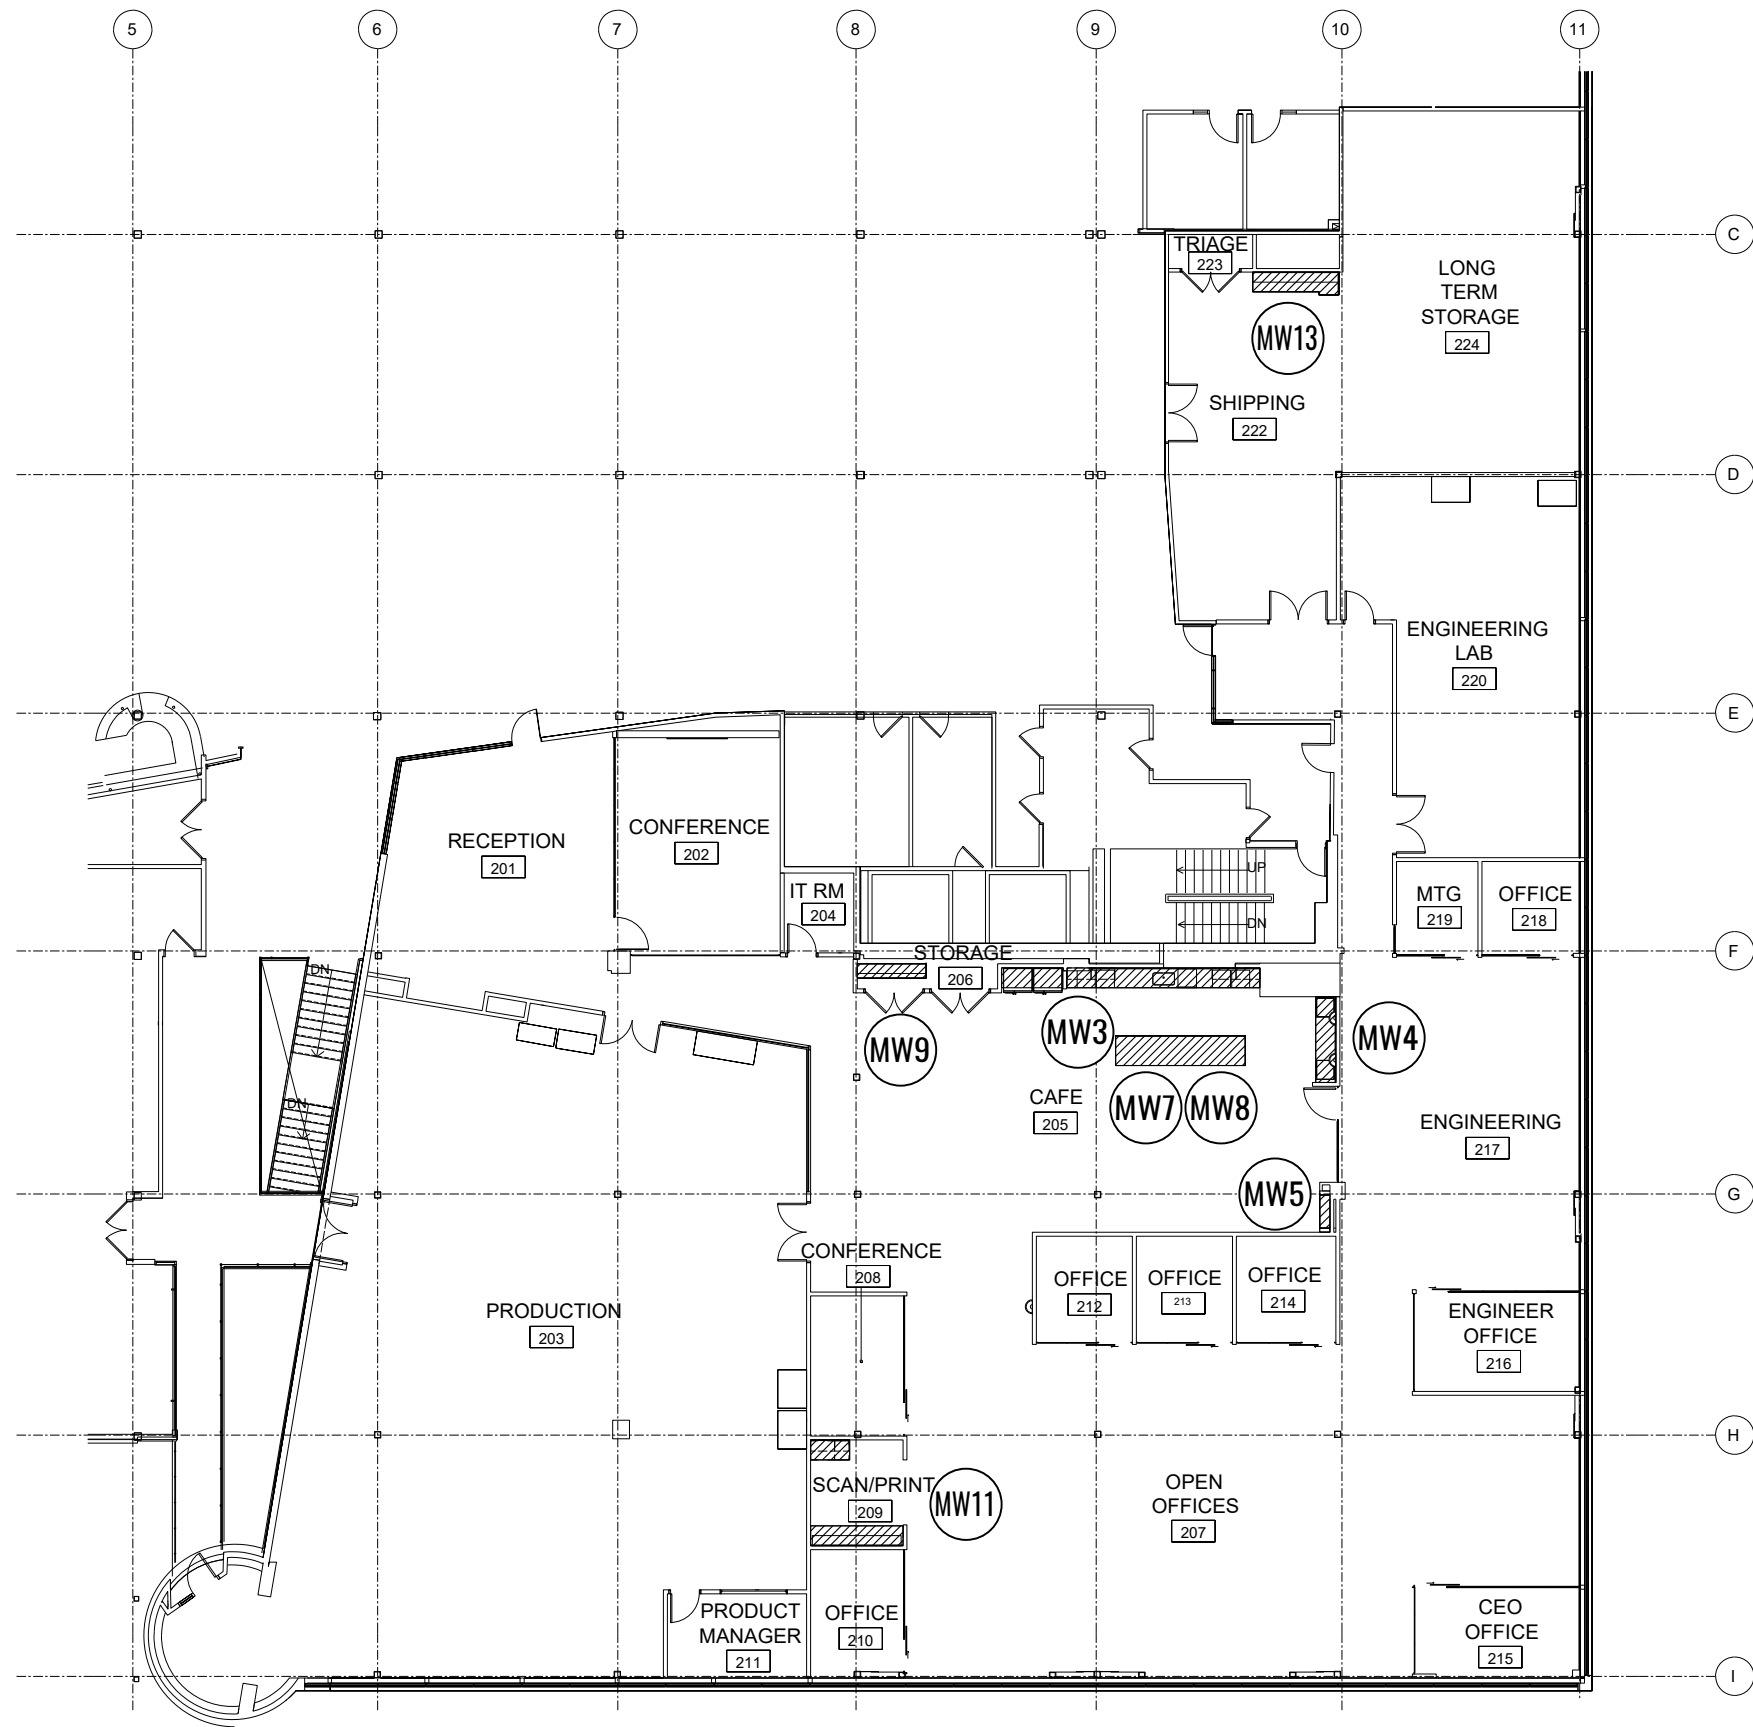 5
6
7
8
9
10
11
C
TRIAGE
223
LONG
TERM
STORAGE
224
MW13
SHIPPING
222
D
ENGINEERING
LAB
220
E
RECEPTION
201
CONFERENCE
202
IT RM
204
UP
DN
MTG
219
OFFICE
218
F
STORAGE
206
DN
DN
MW9
MW3
MW4
CAFE
205
MW7
MW8
ENGINEERING
217
MW5
G
CONFERENCE
208
OFFICE
212
OFFICE
213
OFFICE
214
PRODUCTION
203
ENGINEER
OFFICE
216
H
SCAN/PRINT
209
MW11
OPEN
OFFICES
207
PRODUCT
MANAGER
211
OFFICE
210
CEO
OFFICE
215
I